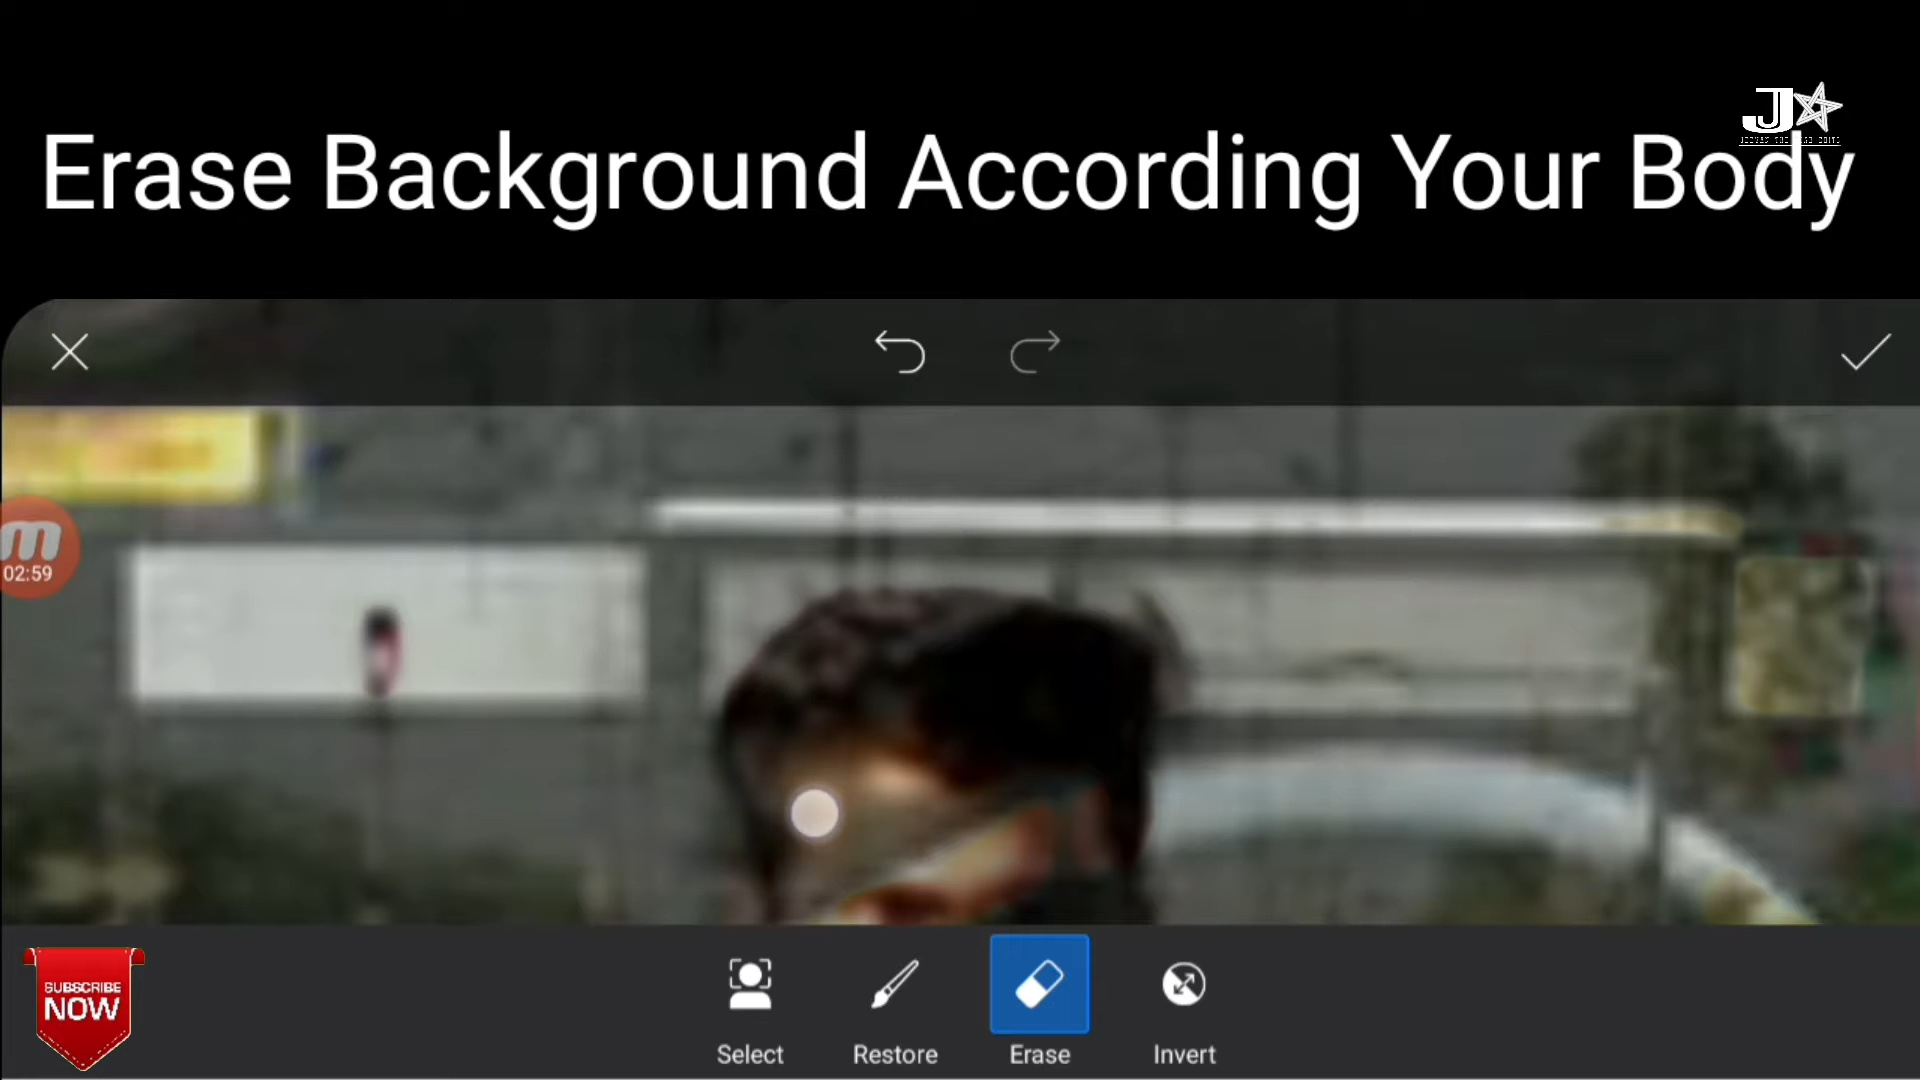 J
Erase Background According Your Body
02:59
SUBSCRIBE
NOW
Select
Restore
Erase
Invert